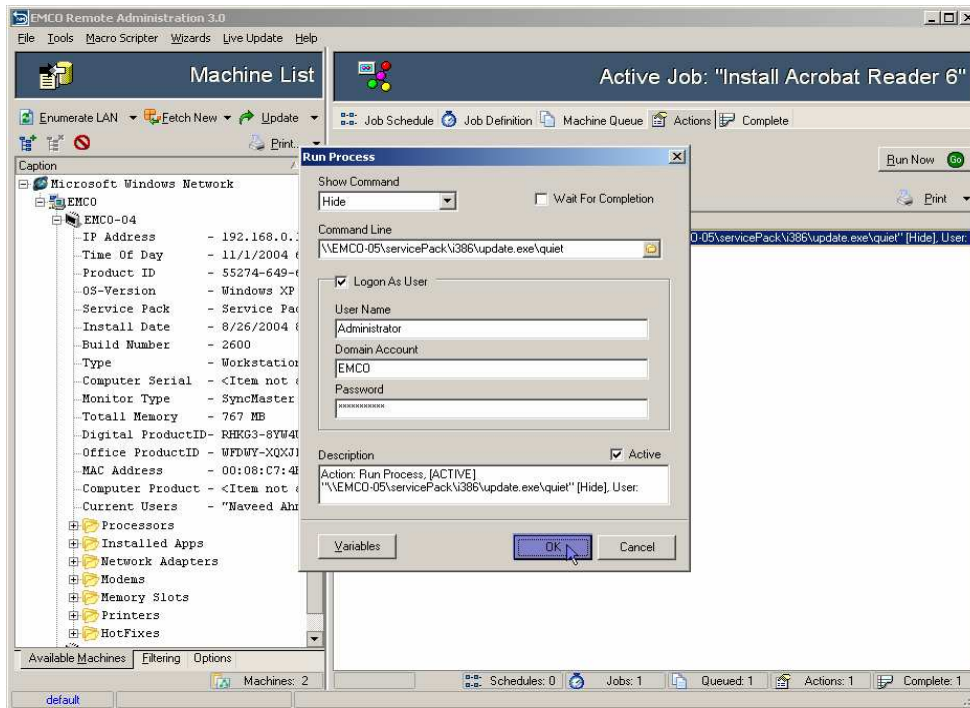 EMCO Remote Administration 3.0
File Tools Macro Scripter Wizards Live Update Help
Machine List
Active Job: "Install Acrobat Reader 6"
Enumerate LAN Fetch New Update
Job Schedule Job Definition Machine Queue Actions Complete
Print..
Caption
Run Now Go
Print
Microsoft Windows Network
EMCO
EMCO-04
IP Address - 192.168.0.
Time Of Day - 11/1/2004
Product ID - 55274-649-
OS-Version - Windows XP
Service Pack - Service Pa
Install Date - 8/26/2004
Build Number - 2600
Type - Workstation
Computer Serial - <Item not
Monitor Type - SyncMaster
Totall Memory - 767 MB
Digital ProductID- RHKG3-8YW4
Office ProductID - WFDWY-XQXJ
MAC Address - 00:08:C7:4
Computer Product - <Item not
Current Users - "Naveed Ah
Processors
Installed Apps
Network Adapters
Modems
Memory Slots
Printers
HotFixes
Available Machines Filtering Options
Machines: 2
default
Run Process
Show Command
Hide
Wait For Completion
Command Line
\\EMCO-05\servicePack\i386\update.exe\quiet
Logon As User
User Name
Administrator
Domain Account
EMCO
Password
***********
Description
Active
Action: Run Process, [ACTIVE]
"\\EMCO-05\servicePack\i386\update.exe\quiet" [Hide], User:
Variables OK Cancel
O-05\servicePack\i386\update.exe\quiet" [Hide], User:
Schedules: 0 Jobs: 1 Queued: 1 Actions: 1 Complete: 1